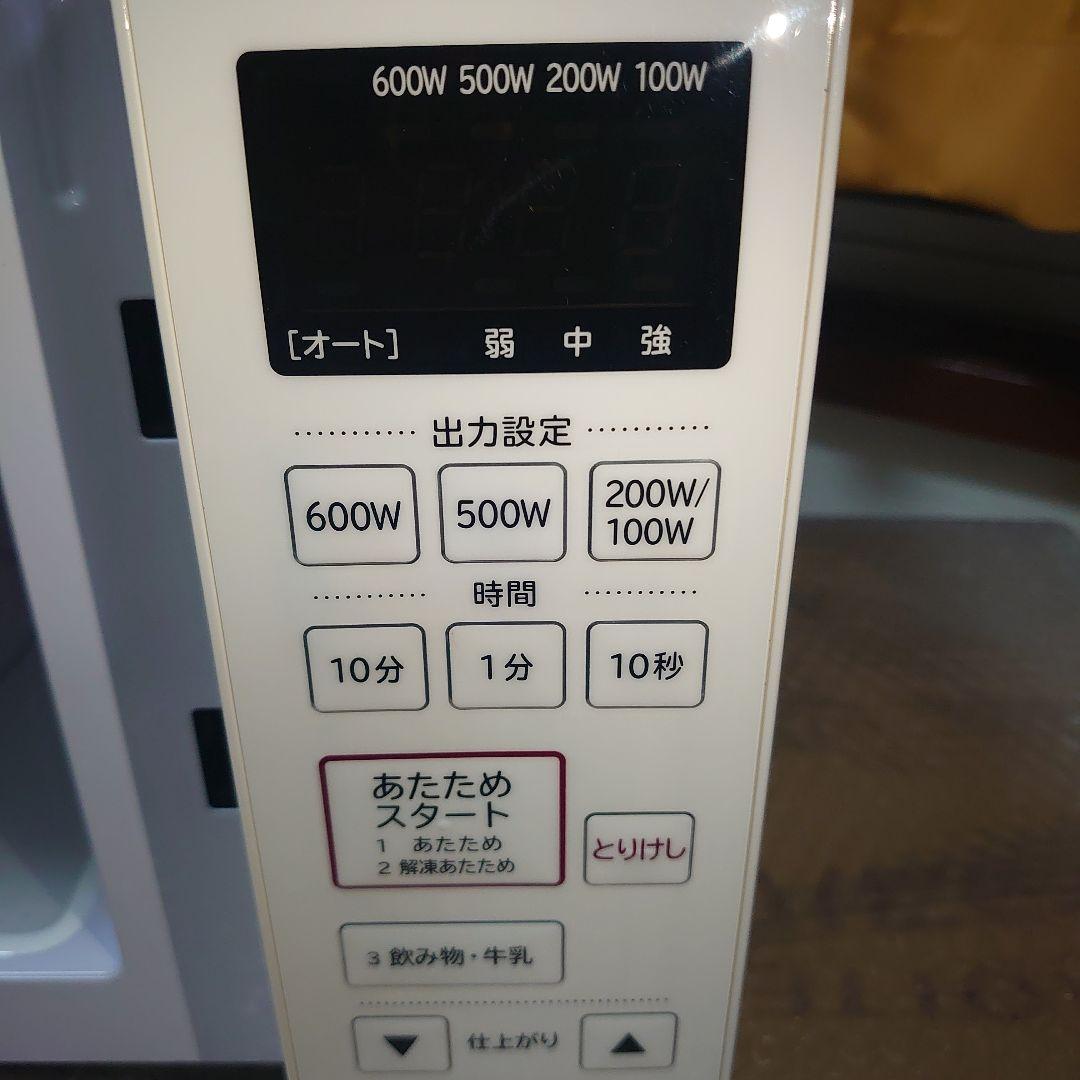 600W 500W 200W 100W
[オート] 弱 中 強
出力設定
600W 500W 200W/
100W
時間
10分 1分 10秒
あたため
スタート
1 あたため
2 解凍あたため
とりけし
3 飲み物・牛乳
▼ 仕上がり ▲